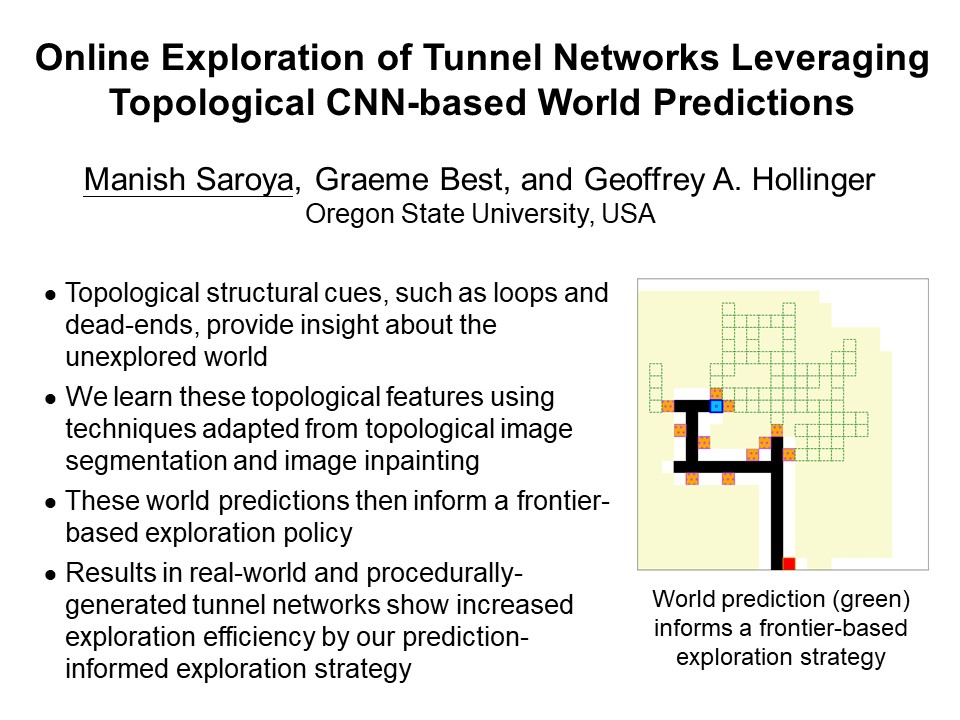 Online Exploration of Tunnel Networks Leveraging
Topological CNN-based World Predictions
Manish Saroya, Graeme Best, and Geoffrey A. Hollinger
Oregon State University, USA
• Topological structural cues, such as loops and
dead-ends, provide insight about the
unexplored world
• We learn these topological features using
techniques adapted from topological image
segmentation and image inpainting
• These world predictions then inform a frontier-
based exploration policy
• Results in real-world and procedurally-
generated tunnel networks show increased
exploration efficiency by our prediction-
informed exploration strategy
World prediction (green)
informs a frontier-based
exploration strategy